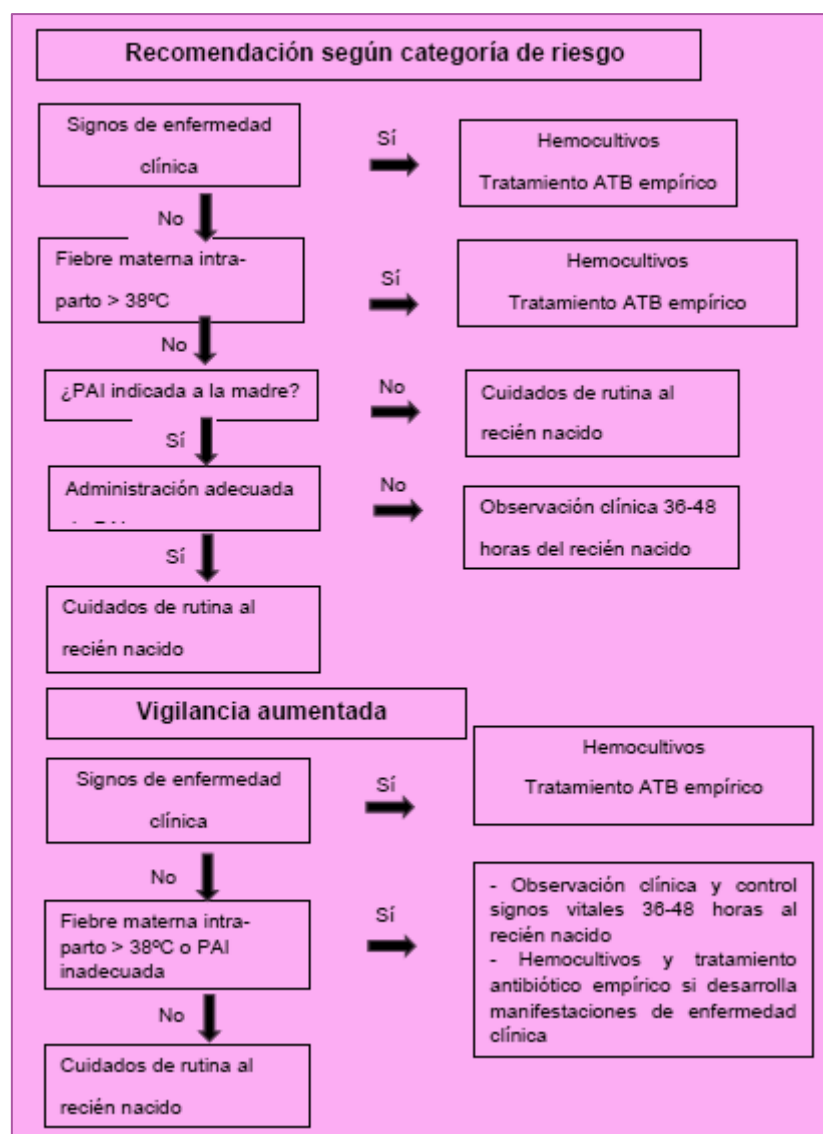 Recomendación según categoría de riesgo
Signos de enfermedad
clínica
Sí
Hemocultivos
Tratamiento ATB empírico
No
Fiebre materna intra-
parto > 38ºC
Sí
Hemocultivos
Tratamiento ATB empírico
No
¿PAI indicada a la madre?
No
Cuidados de rutina al
recién nacido
Sí
Administración adecuada
No
Observación clínica 36-48
horas del recién nacido
Sí
Cuidados de rutina al
recién nacido
Vigilancia aumentada
Signos de enfermedad
clínica
Sí
Hemocultivos
Tratamiento ATB empírico
No
Fiebre materna intra-
parto > 38ºC o PAI
inadecuada
Sí
- Observación clínica y control
signos vitales 36-48 horas al
recién nacido
- Hemocultivos y tratamiento
antibiótico empírico si desarrolla
manifestaciones de enfermedad
clínica
No
Cuidados de rutina al
recién nacido